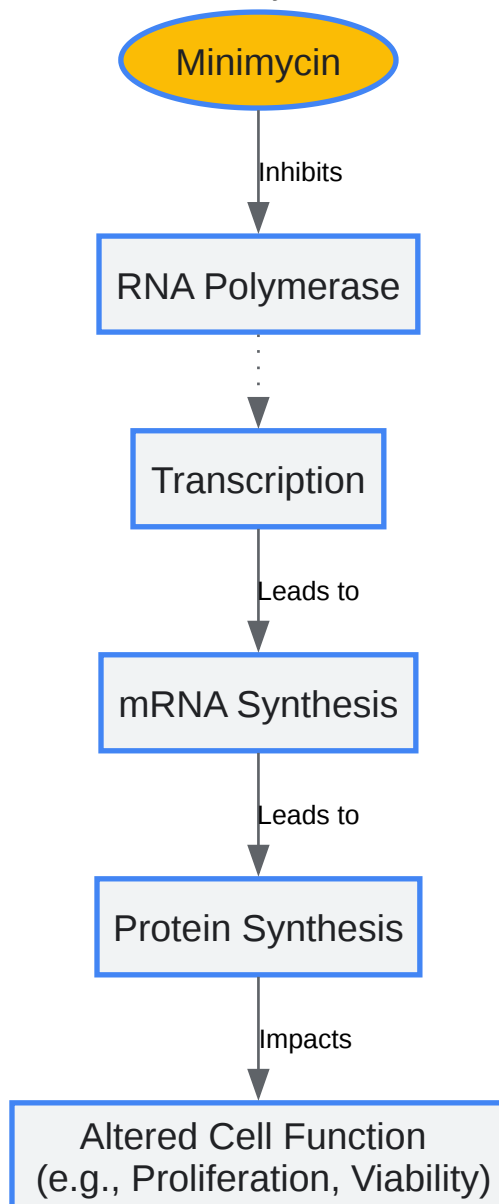 Minimycin
Inhibits
RNA Polymerase
Transcription
Leads to
mRNA Synthesis
Leads to
Protein Synthesis
Impacts
Altered Cell Function
(e.g., Proliferation, Viability)